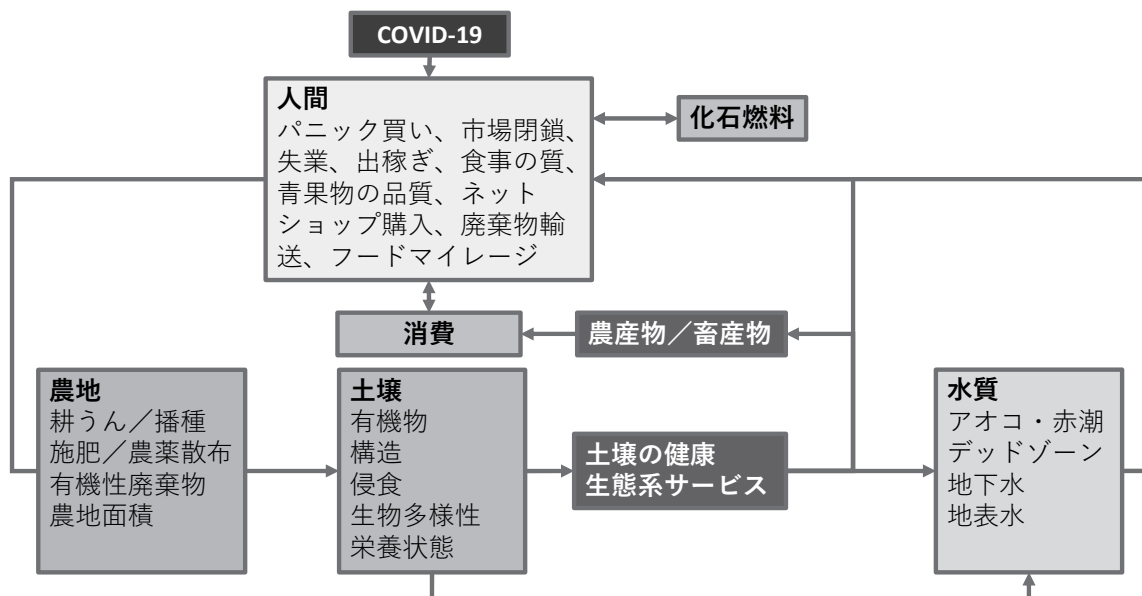 COVID-19
人間
パニック買い、市場閉鎖、
失業、出稼ぎ、食事の質、
青果物の品質、ネット
ショップ購入、廃棄物輸
送、フードマイレージ
化石燃料
消費
農産物／畜産物
農地
耕うん／播種
施肥／農薬散布
有機性廃棄物
農地面積
土壌
有機物
構造
侵食
生物多様性
栄養状態
土壌の健康
生態系サービス
水質
アオコ・赤潮
デッドゾーン
地下水
地表水